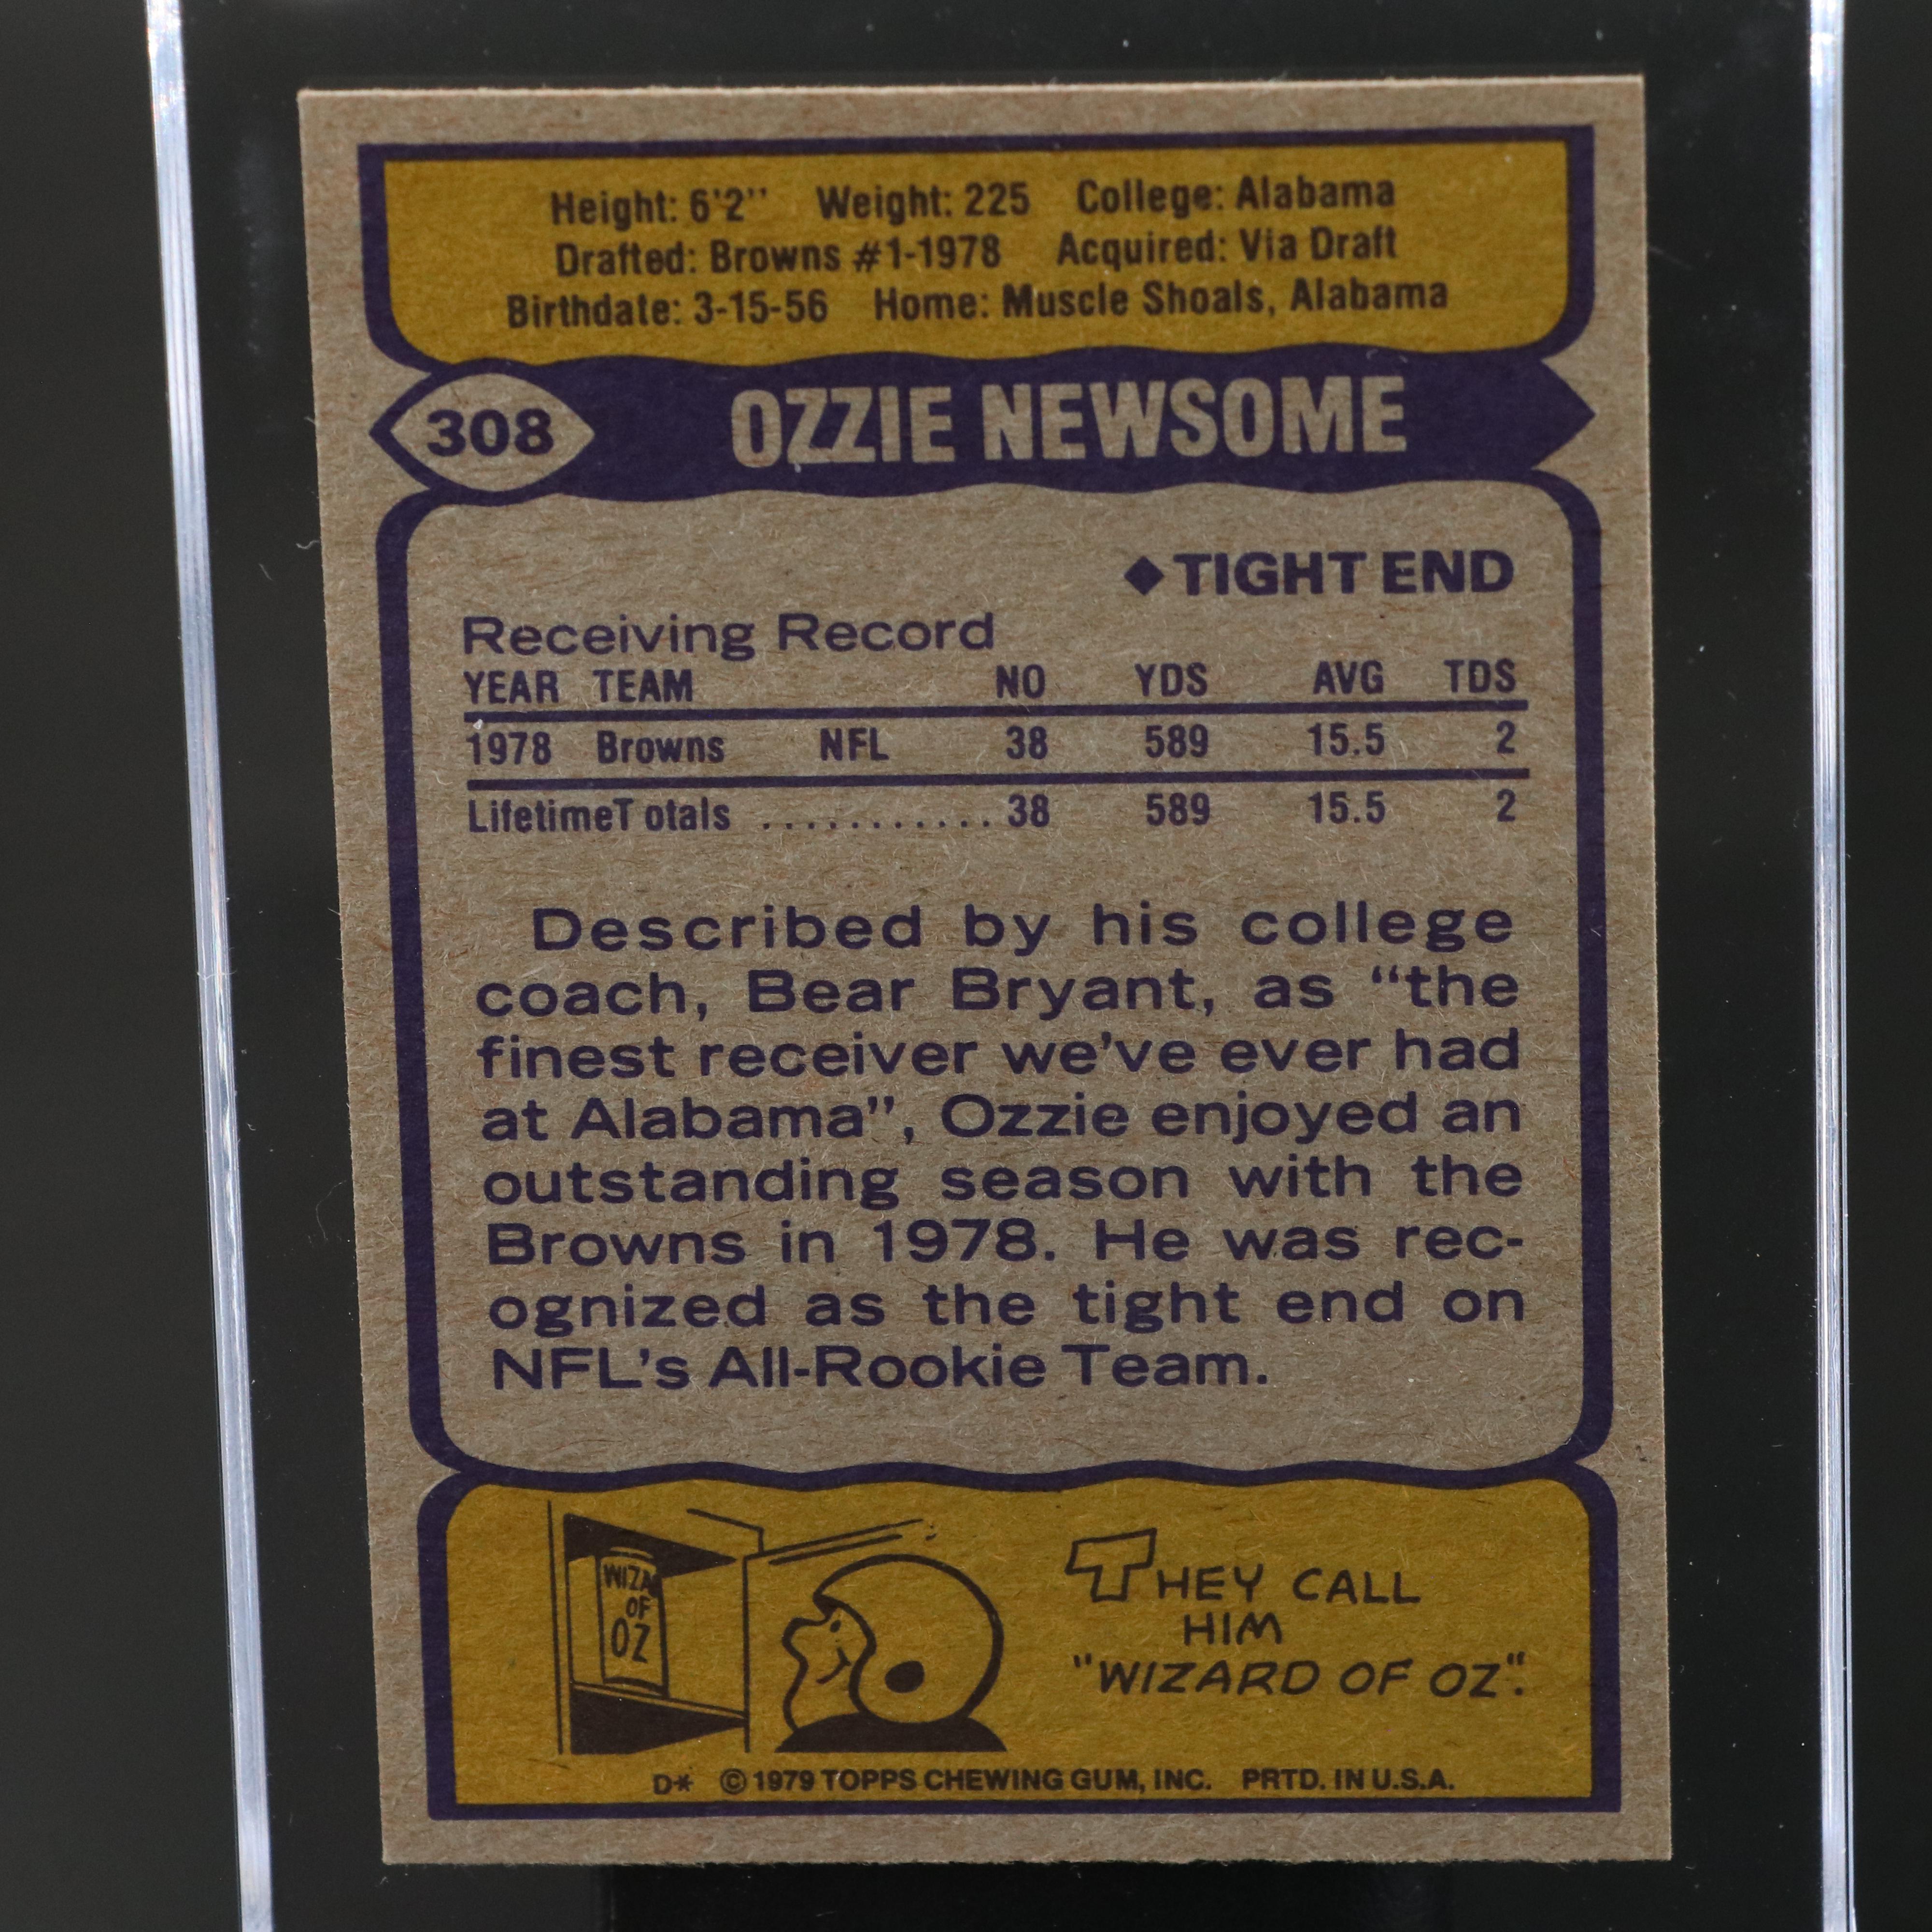 Height: 6'2" Weight: 225 College: Alabama
Drafted: Browns #1-1978 Acquired: Via Draft
Birthdate: 3-15-56 Home: Muscle Shoals, Alabama
308 OZZIE NEWSOME
◆TIGHT END
Receiving Record
YEAR TEAM NO YDS AVG TDS
1978 Browns NFL 38 589 15.5 2
LifetimeT otals ............ 38 589 15.5 2
Described by his college
coach, Bear Bryant, as “the
finest receiver we've ever had
at Alabama”, Ozzie enjoyed an
outstanding season with the
Browns in 1978. He was rec-
ognized as the tight end on
NFL's All-Rookie Team.
WIZA
OF
OZ
THEY CALL
HIM
"WIZARD OF OZ".
D* © 1979 TOPPS CHEWING GUM, INC. PRTD. IN U.S.A.